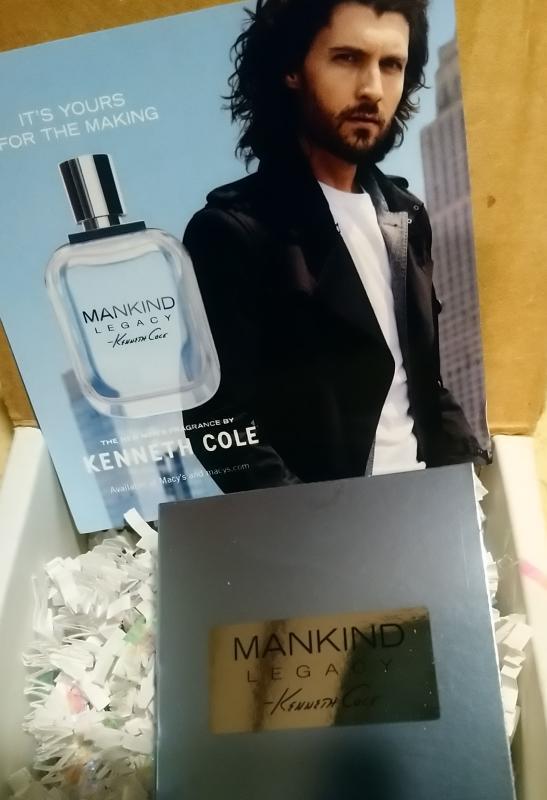 IT'S YOURS
FOR THE MAKING
MANKIND
LEGACY
-KENNETH COLE
THE NEW MEN'S FRAGRANCE BY
KENNETH COLE
Available at Macy's and macys.com
MANKIND
LEGACY
-KENNETH COLE